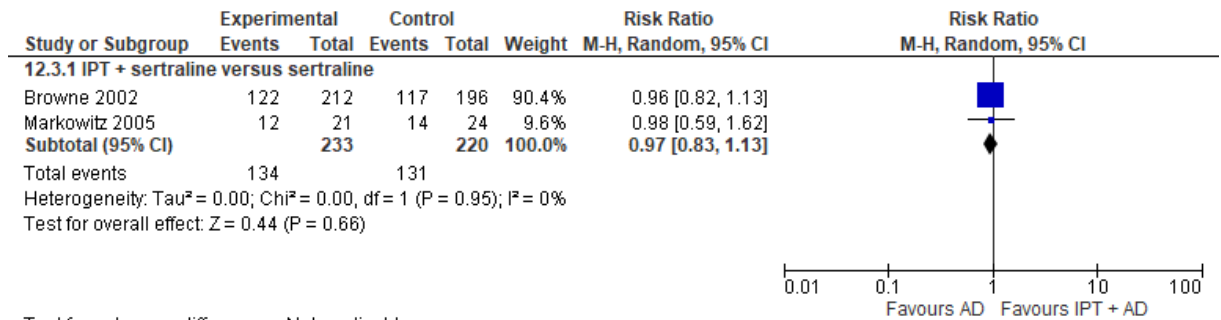 Experimental Control Risk Ratio Risk Ratio
Study or Subgroup Events Total Events Total Weight M-H, Random, 95% CI M-H, Random, 95% CI
12.3.1 IPT + sertraline versus sertraline
Browne 2002 122 212 117 196 90.4% 0.96 [0.82, 1.13]
Markowitz 2005 12 21 14 24 9.6% 0.98 [0.59, 1.62]
Subtotal (95% CI) 233 220 100.0% 0.97 [0.83, 1.13]
Total events 134 131
Heterogeneity: Tau² = 0.00; Chi² = 0.00, df = 1 (P = 0.95); I² = 0%
Test for overall effect: Z = 0.44 (P = 0.66)
0.01 0.1 1 10 100
Favours AD Favours IPT + AD